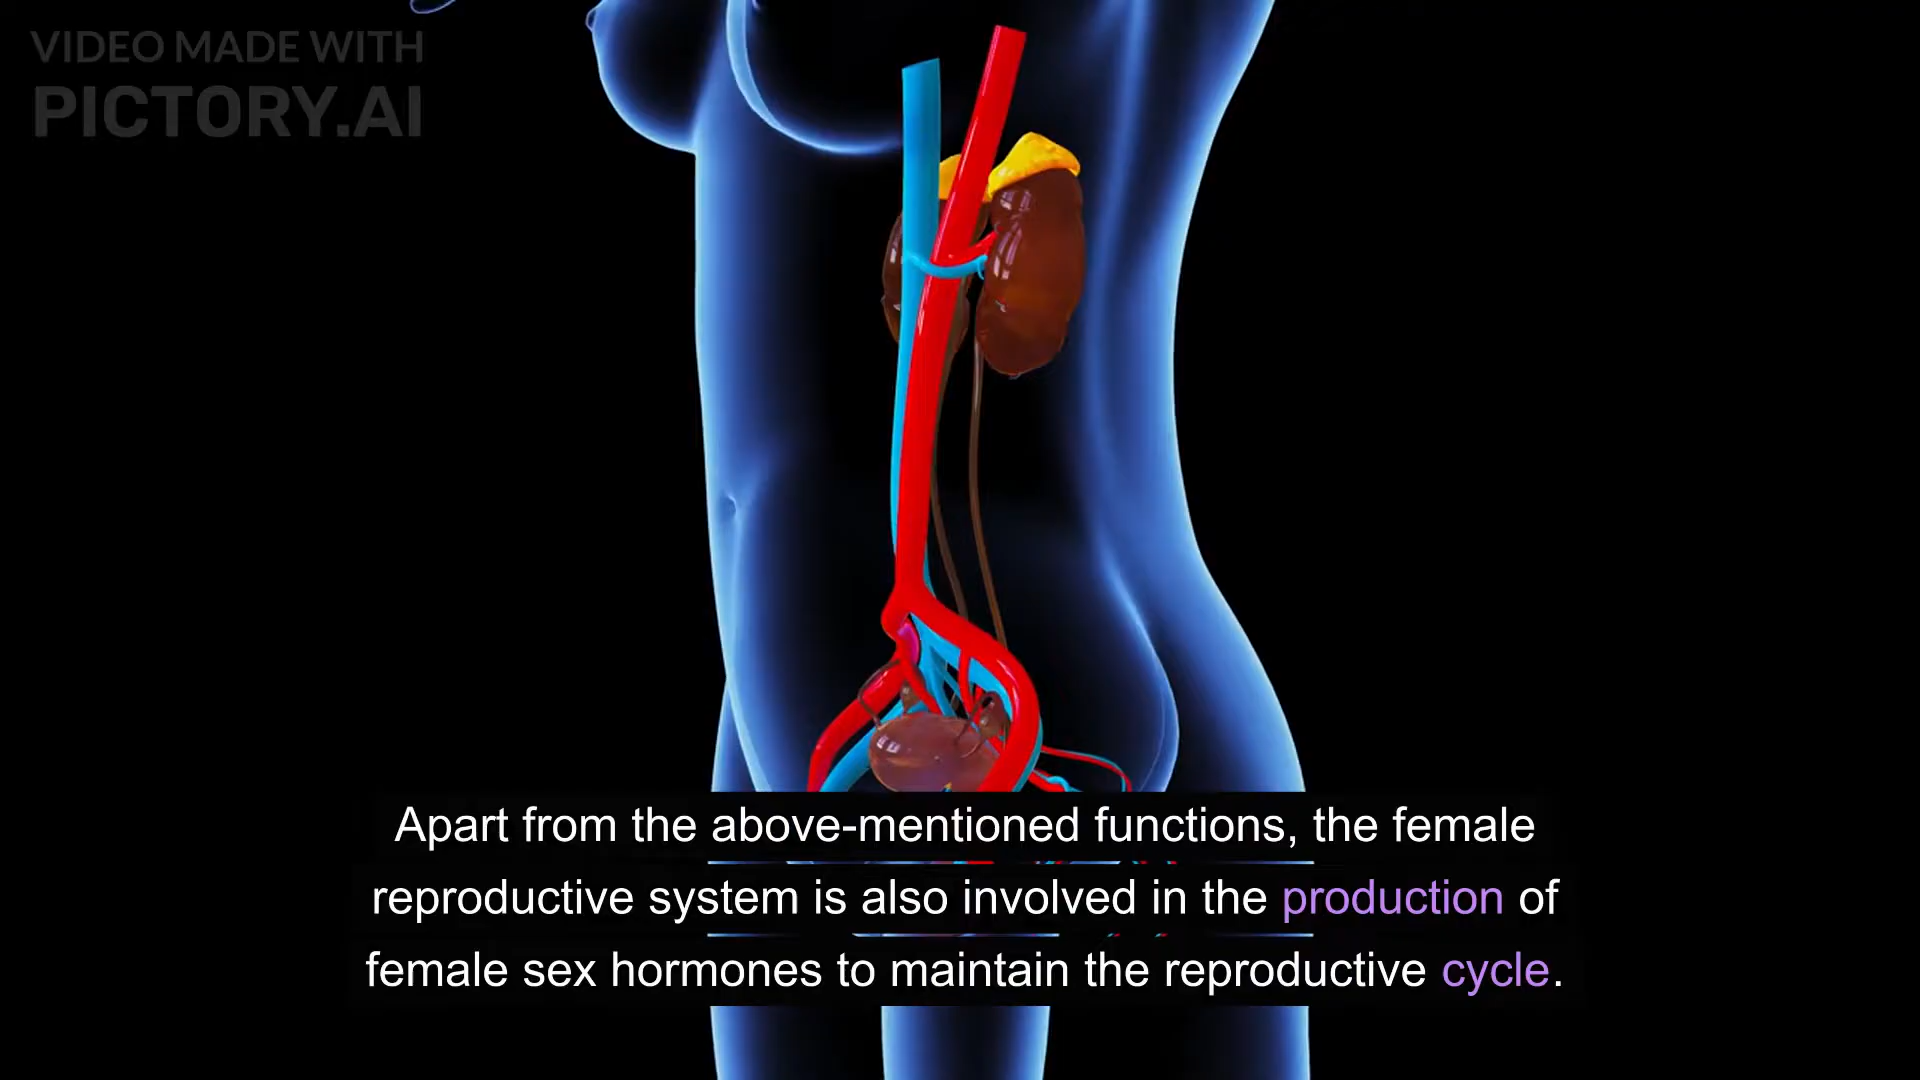 VIDEO MADE WITH
PICTORY.AI
Apart from the above-mentioned functions, the female
reproductive system is also involved in the production of
female sex hormones to maintain the reproductive cycle.